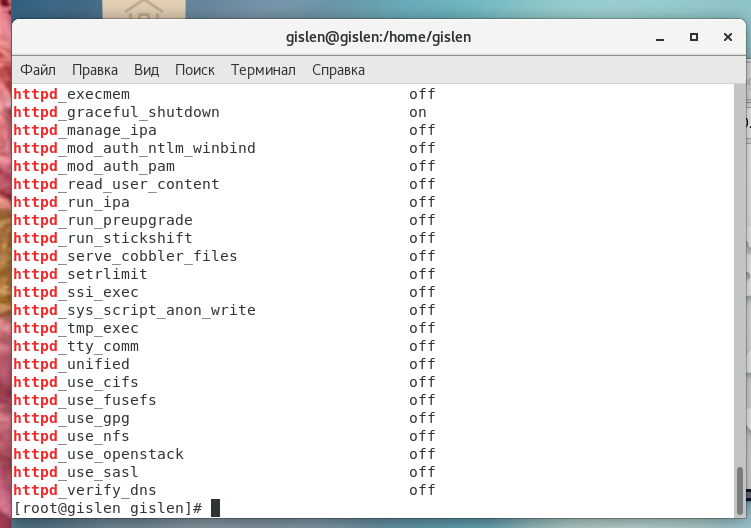 gislen@gislen:/home/gislen
Файл Правка Вид Поиск Терминал Справка
httpd_execmem off
httpd_graceful_shutdown on
httpd_manage_ipa off
httpd_mod_auth_ntlm_winbind off
httpd_mod_auth_pam off
httpd_read_user_content off
httpd_run_ipa off
httpd_run_preupgrade off
httpd_run_stickshift off
httpd_serve_cobbler_files off
httpd_setrlimit off
httpd_ssi_exec off
httpd_sys_script_anon_write off
httpd_tmp_exec off
httpd_tty_comm off
httpd_unified off
httpd_use_cifs off
httpd_use_fusefs off
httpd_use_gpg off
httpd_use_nfs off
httpd_use_openstack off
httpd_use_sasl off
httpd_verify_dns off
[root@gislen gislen]#